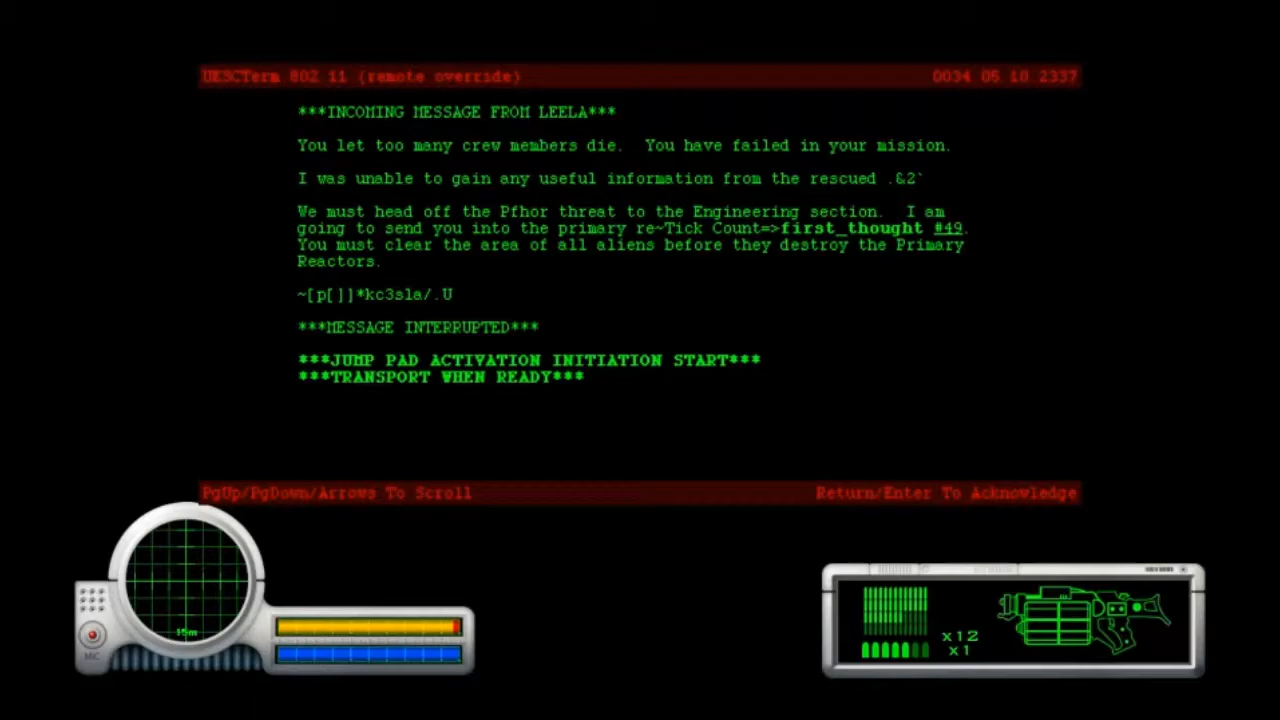 UESCTerm 802 11 (remote override) 0034 05 10 2337
***INCOMING MESSAGE FROM LEELA***
You let too many crew members die.  You have failed in your mission.
I was unable to gain any useful information from the rescued .&2`
We must head off the Pfhor threat to the Engineering section.  I am
going to send you into the primary re~Tick Count=>first_thought #49.
You must clear the area of all aliens before they destroy the Primary
Reactors.
~[p[]]*kc3sla/.U
***MESSAGE INTERRUPTED***
***JUMP PAD ACTIVATION INITIATION START***
***TRANSPORT WHEN READY***
PgUp/PgDown/Arrows To Scroll Return/Enter To Acknowledge
15m
MIC
x12
x1